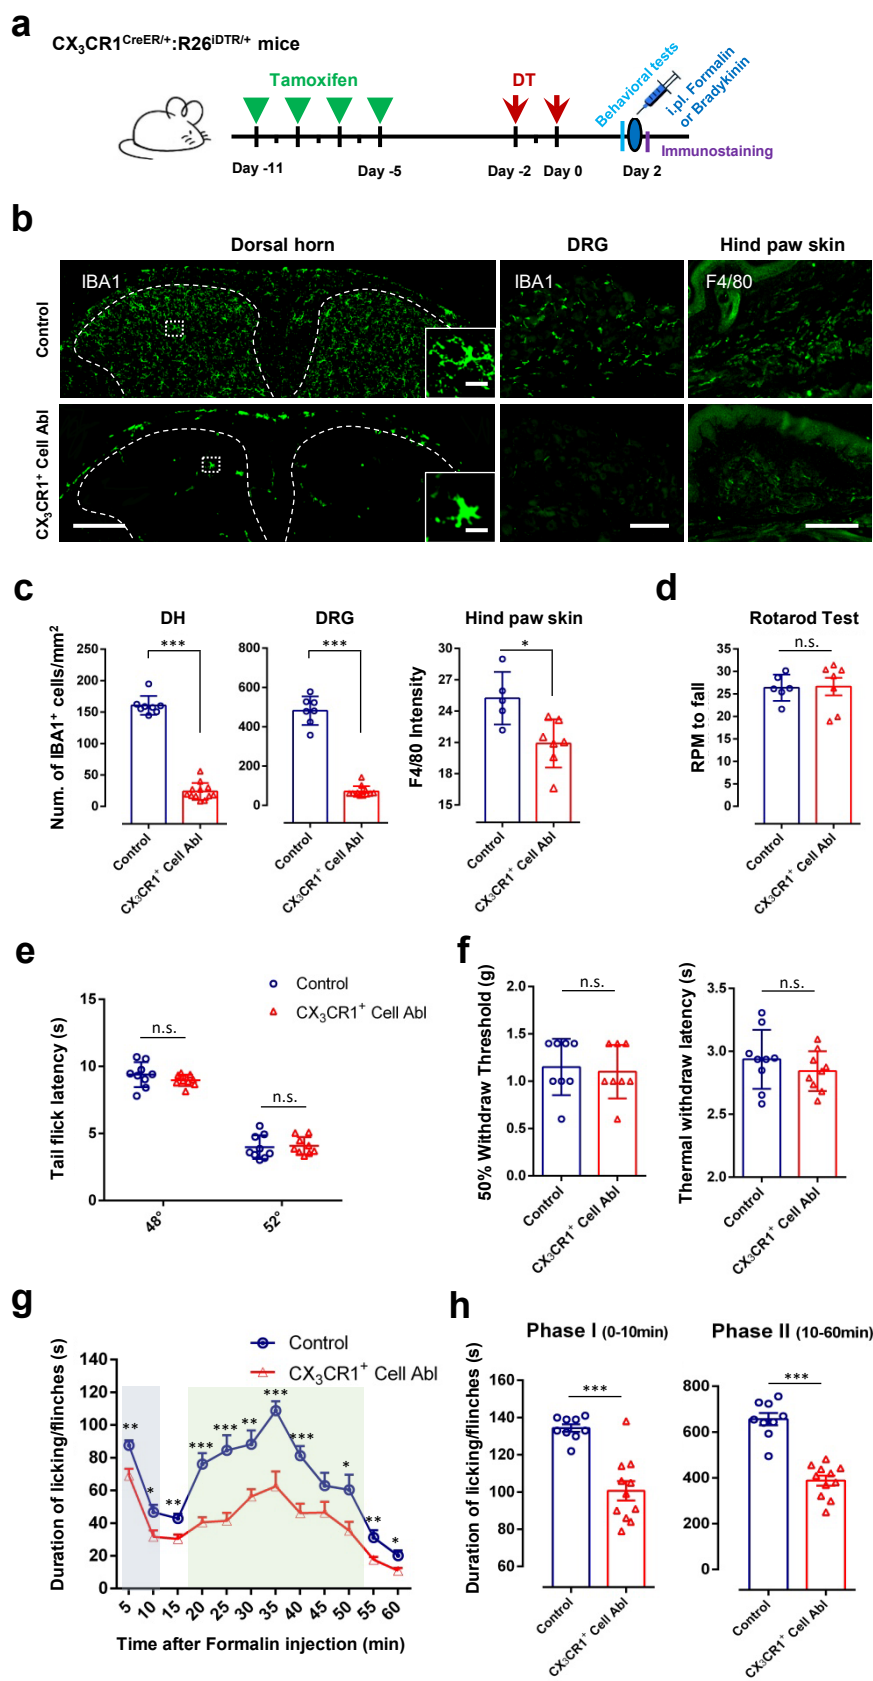 a
CX3CR1CreER/+:R26iDTR/+ mice
Tamoxifen
DT
Behavioral tests
i.pl. Formalin
or Bradykinin
Immunostaining
Day -11
Day -5
Day -2
Day 0
Day 2
b
Dorsal horn
DRG
Hind paw skin
Control
IBA1
IBA1
F4/80
CX3CR1+ Cell Abl
c
DH
DRG
Hind paw skin
Num. of IBA1+ cells/mm2
250
200
150
100
50
0
***
Control
CX3CR1+ Cell Abl
800
600
400
200
0
***
Control
CX3CR1+ Cell Abl
F4/80 Intensity
30
27
24
21
18
15
*
Control
CX3CR1+ Cell Abl
d
Rotarod Test
RPM to fall
35
30
25
20
15
10
5
0
n.s.
Control
CX3CR1+ Cell Abl
e
Control
CX3CR1+ Cell Abl
Tail flick latency (s)
15
10
5
0
n.s.
n.s.
48°
52°
f
50% Withdraw Threshold (g)
2.0
1.5
1.0
0.5
0.0
n.s.
Control
CX3CR1+ Cell Abl
Thermal withdraw latency (s)
3.5
3.0
2.5
2.0
n.s.
Control
CX3CR1+ Cell Abl
g
Control
CX3CR1+ Cell Abl
Duration of licking/flinches (s)
140
120
100
80
60
40
20
0
** * ** *** *** ** *** *** * ** *
5 10 15 20 25 30 35 40 45 50 55 60
Time after Formalin injection (min)
h
Phase I (0-10min)
Phase II (10-60min)
Duration of licking/flinches (s)
160
140
120
100
80
60
***
Control
CX3CR1+ Cell Abl
800
600
400
200
0
***
Control
CX3CR1+ Cell Abl